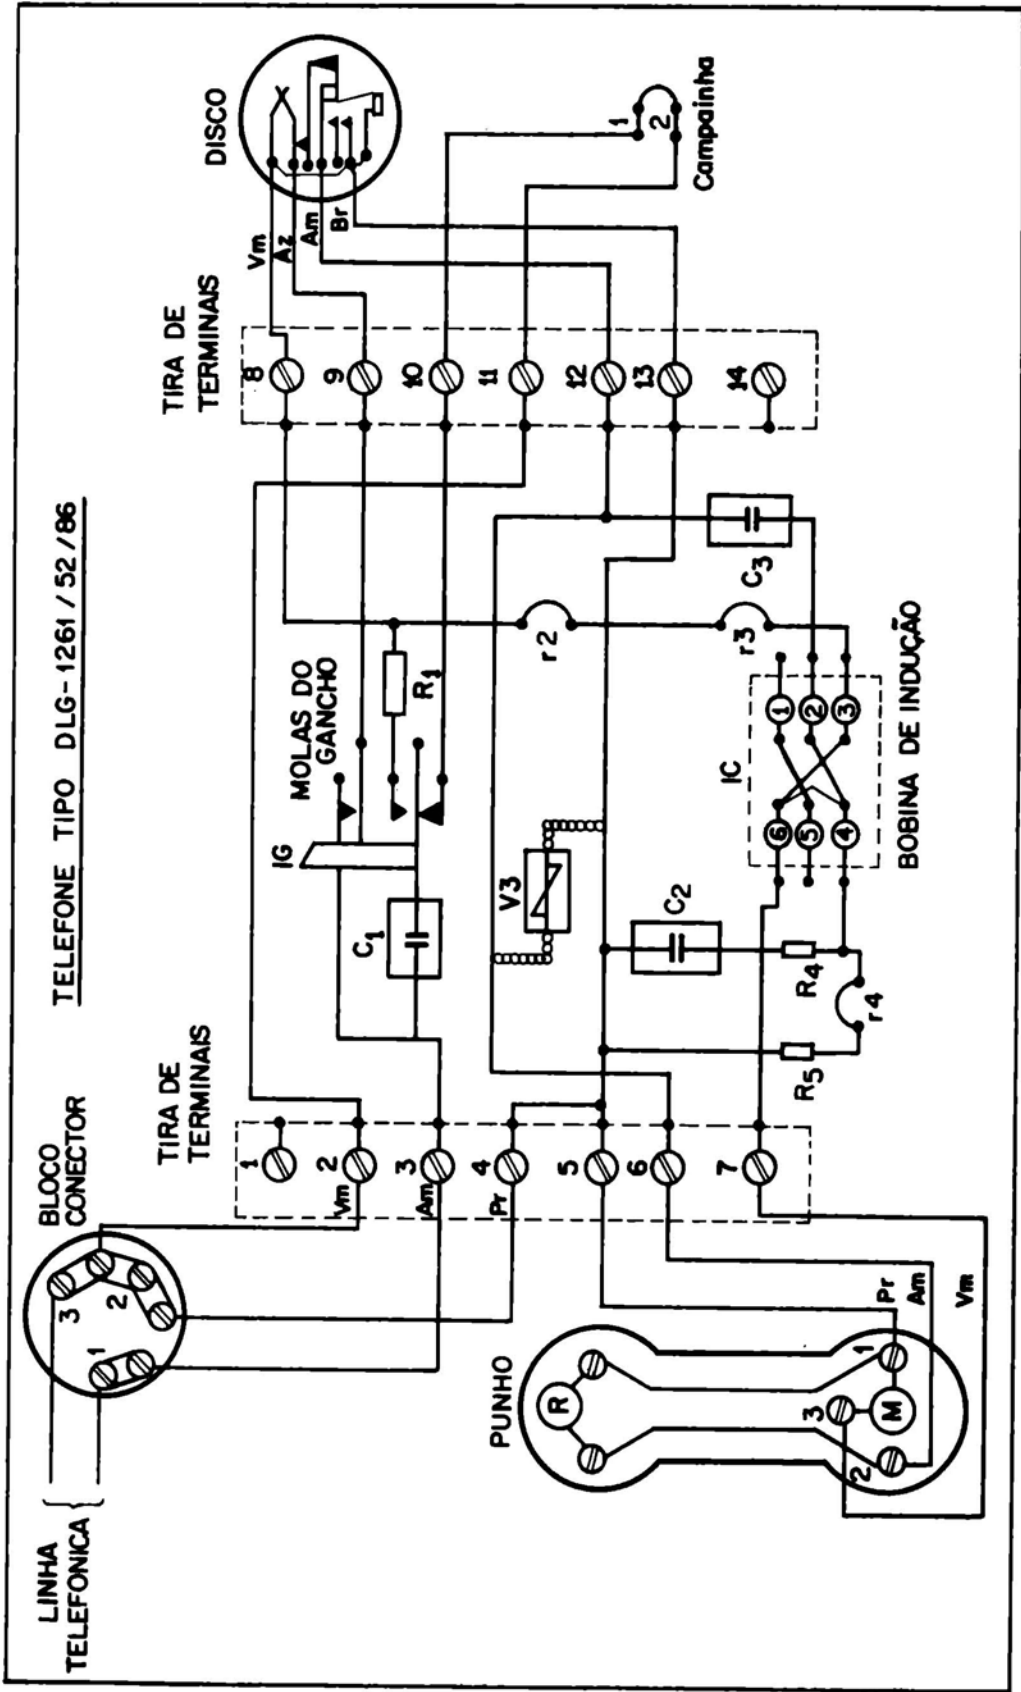 TELEFONE TIPO DLG-1261/52/86
LINHA
TELEFONICA
BLOCO
CONECTOR
1
2
3
TIRA DE
TERMINAIS
1
2
Vm
3
Am
4
Pr
5
6
7
IG
MOLAS DO
GANCHO
C1
R1
V3
r2
r3
C2
C3
R4
r4
R5
IC
1
2
3
6
5
4
BOBINA DE INDUÇÃO
TIRA DE
TERMINAIS
8
9
10
11
12
13
14
DISCO
Vm
Az
Am
Br
1
2
Campainha
PUNHO
R
M
1
2
3
Pr
Am
Vm